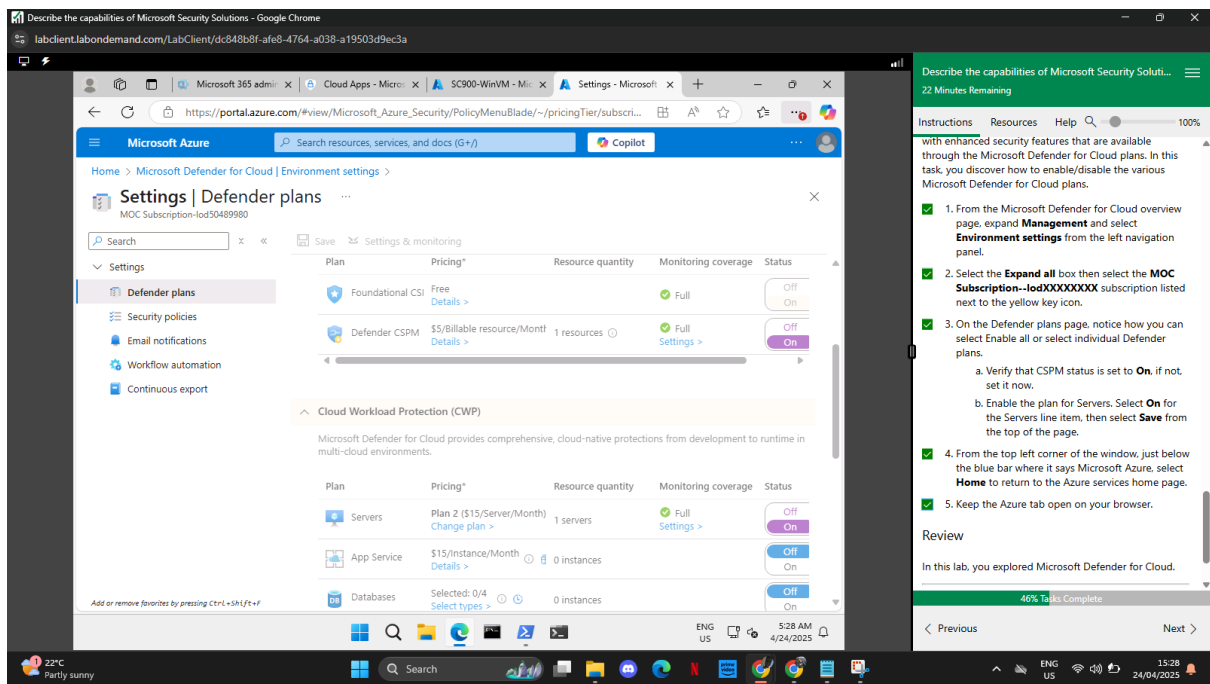 Describe the capabilities of Microsoft Security Solutions - Google Chrome
labclient.labondemand.com/LabClient/dc848b8f-afe8-4764-a038-a19503d9ec3a
Microsoft 365 admin
Cloud Apps - Micros
SC900-WinVM - Mic
Settings - Microsoft
https://portal.azure.com/#view/Microsoft_Azure_Security/PolicyMenuBlade/~/pricingTier/subscri...
Microsoft Azure
Search resources, services, and docs (G+/)
Copilot
Home > Microsoft Defender for Cloud | Environment settings >
Settings | Defender plans ...
MOC Subscription-lod50489980
Search
Save
Settings & monitoring
Settings
Defender plans
Security policies
Email notifications
Workflow automation
Continuous export
Add or remove favorites by pressing Ctrl+Shift+F
Plan Pricing* Resource quantity Monitoring coverage Status
Foundational CSI Free Full Off
Details > On
Defender CSPM $5/Billable resource/Month 1 resources Full Off
Details > Settings > On
Cloud Workload Protection (CWP)
Microsoft Defender for Cloud provides comprehensive, cloud-native protections from development to runtime in
multi-cloud environments.
Plan Pricing* Resource quantity Monitoring coverage Status
Servers Plan 2 ($15/Server/Month) 1 servers Full Off
Change plan > Settings > On
App Service $15/Instance/Month 0 instances Off
Details > On
Databases Selected: 0/4 0 instances Off
Select types > On
ENG
US
5:28 AM
4/24/2025
Describe the capabilities of Microsoft Security Soluti...
22 Minutes Remaining
Instructions Resources Help 100%
with enhanced security features that are available
through the Microsoft Defender for Cloud plans. In this
task, you discover how to enable/disable the various
Microsoft Defender for Cloud plans.
1. From the Microsoft Defender for Cloud overview
page, expand Management and select
Environment settings from the left navigation
panel.
2. Select the Expand all box then select the MOC
Subscription--lodXXXXXXXX subscription listed
next to the yellow key icon.
3. On the Defender plans page, notice how you can
select Enable all or select individual Defender
plans.
a. Verify that CSPM status is set to On, if not,
set it now.
b. Enable the plan for Servers. Select On for
the Servers line item, then select Save from
the top of the page.
4. From the top left corner of the window, just below
the blue bar where it says Microsoft Azure, select
Home to return to the Azure services home page.
5. Keep the Azure tab open on your browser.
Review
In this lab, you explored Microsoft Defender for Cloud.
46% Tasks Complete
< Previous Next >
1
22°C
Partly sunny
Search
ENG
US
15:28
24/04/2025